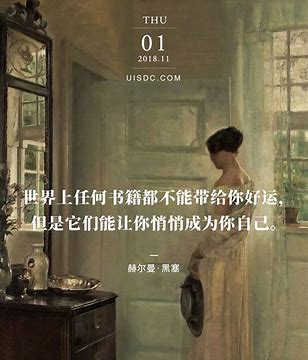 THU
01
2018.11
UISDC.COM
世界上任何书籍都不能带给你好运，
但是它们能让你悄悄成为你自己。
赫尔曼·黑塞